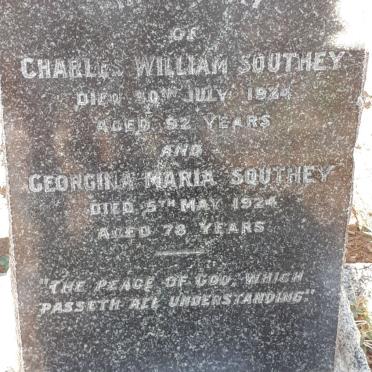 OF
CHARLES WILLIAM SOUTHEY
DIED 30TH JULY 1924
AGED 92 YEARS
AND
GEORGINA MARIA SOUTHEY
DIED 5TH MAY 1924
AGED 78 YEARS
"THE PEACE OF GOD, WHICH
PASSETH ALL UNDERSTANDING"